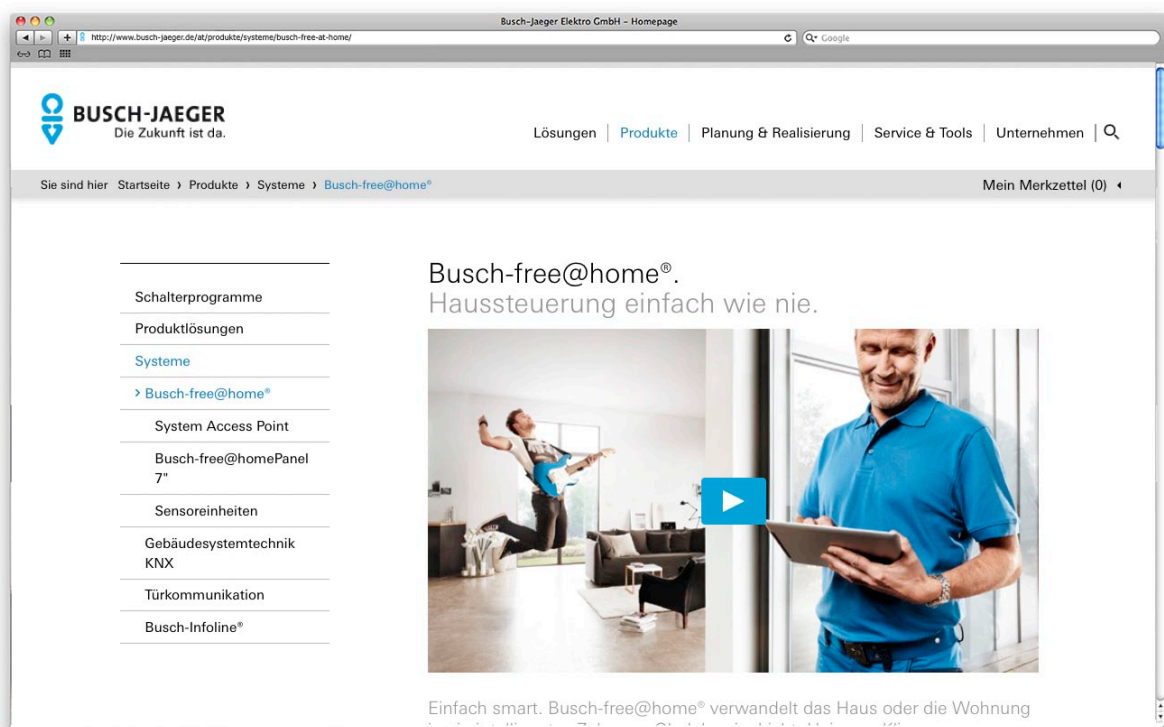 Busch-Jaeger Elektro GmbH – Homepage
http://www.busch-jaeger.de/at/produkte/systeme/busch-free-at-home/
Google
BUSCH-JAEGER
Die Zukunft ist da.
Lösungen | Produkte | Planung & Realisierung | Service & Tools | Unternehmen |
Sie sind hier Startseite › Produkte › Systeme › Busch-free@home®
Mein Merkzettel (0)
Schalterprogramme
Produktlösungen
Systeme
› Busch-free@home®
System Access Point
Busch-free@homePanel
7"
Sensoreinheiten
Gebäudesystemtechnik
KNX
Türkommunikation
Busch-Infoline®
Busch-free@home®.
Haussteuerung einfach wie nie.
Einfach smart. Busch-free@home® verwandelt das Haus oder die Wohnung